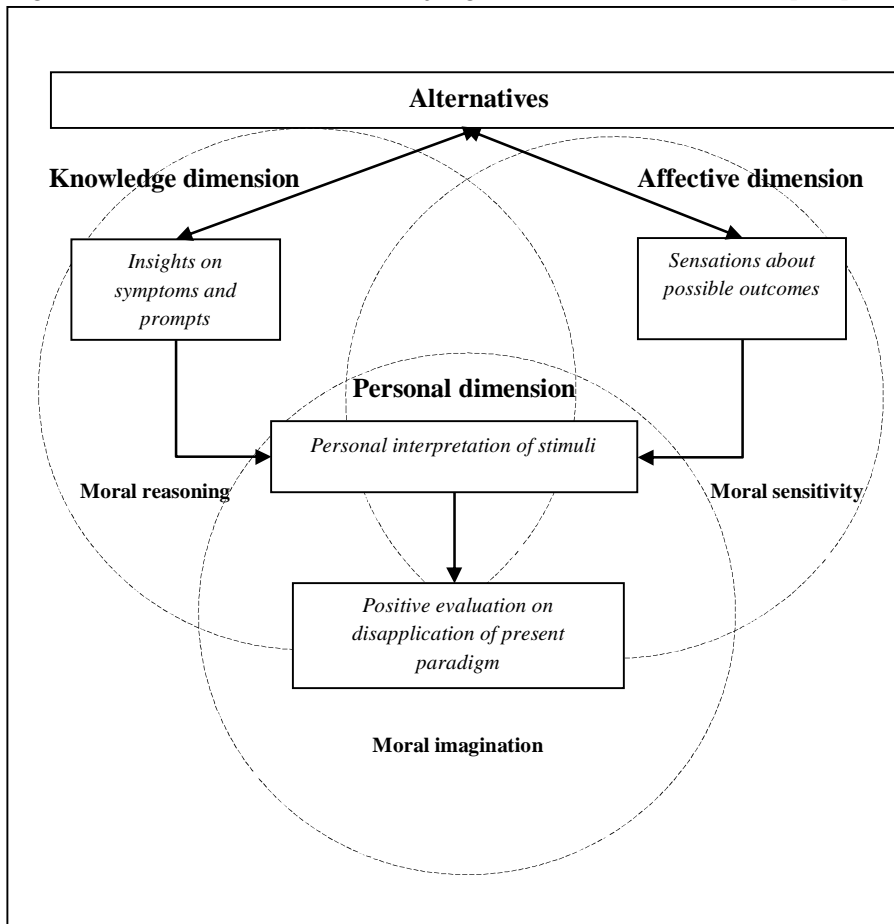 Alternatives
Knowledge dimension
Affective dimension
Insights on
symptoms and
prompts
Sensations about
possible outcomes
Personal dimension
Personal interpretation of stimuli
Moral reasoning
Moral sensitivity
Positive evaluation on
disapplication of present
paradigm
Moral imagination